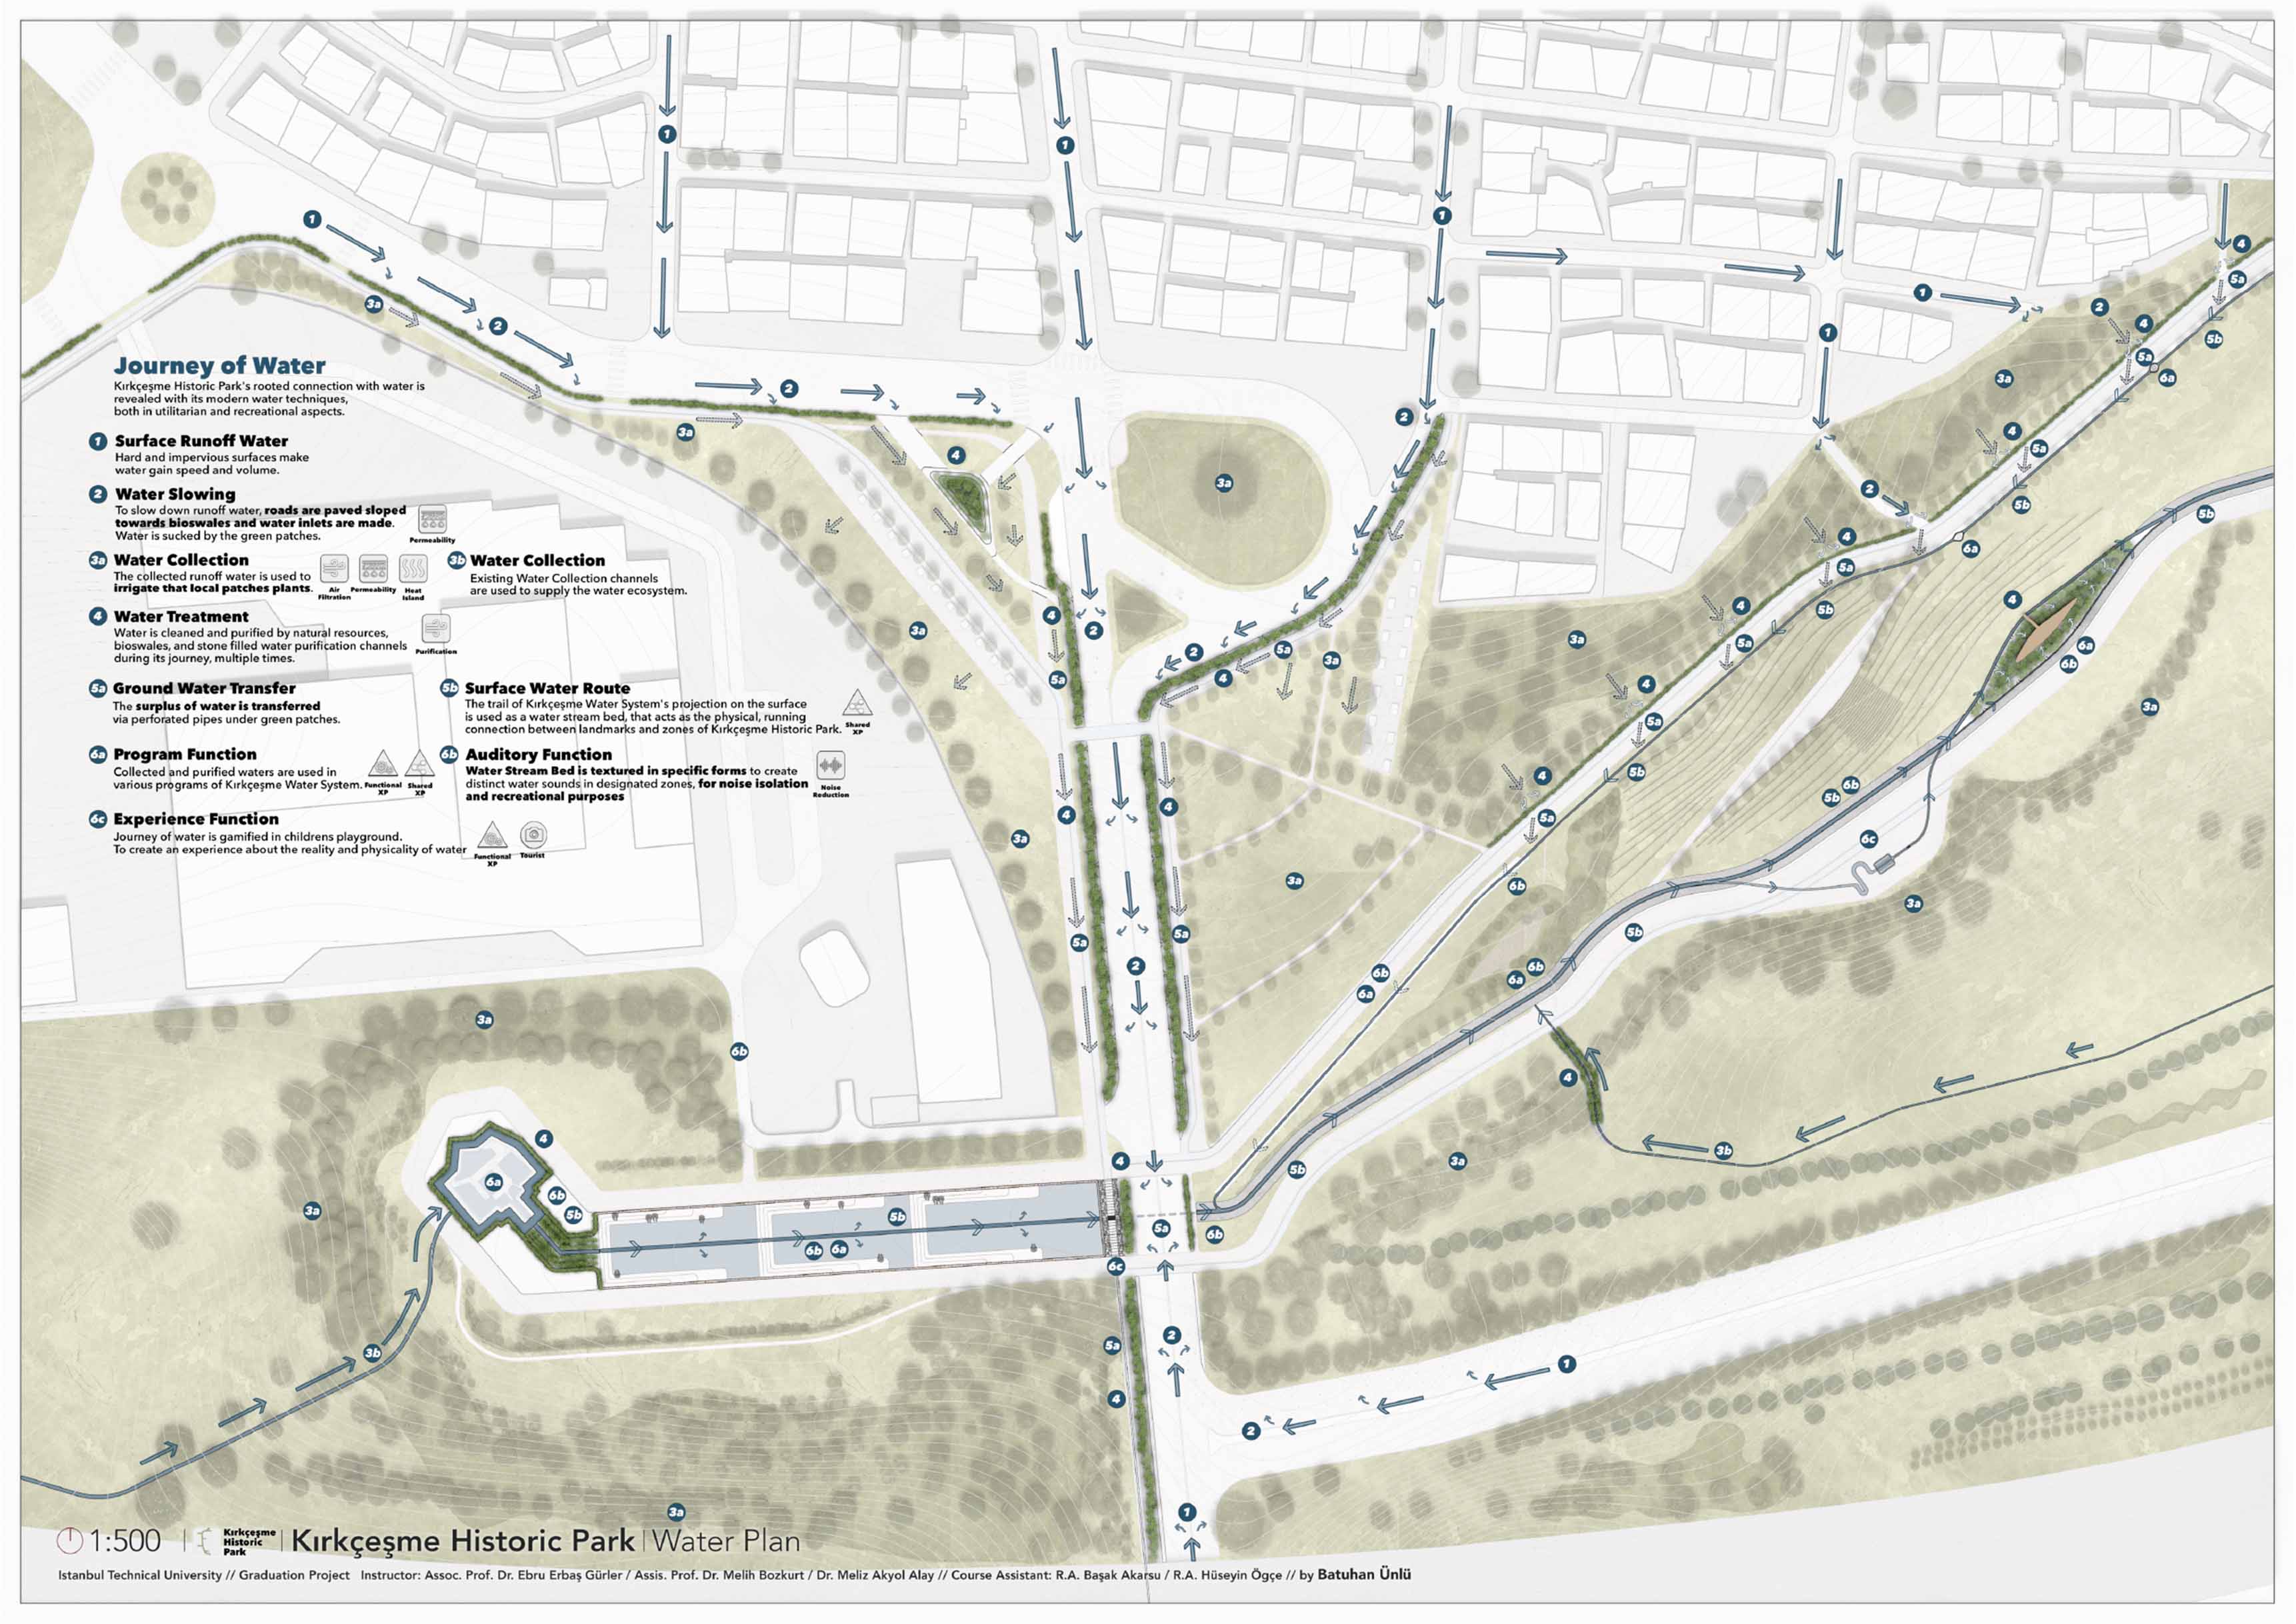 Journey of Water
Kırkçeşme Historic Park's rooted connection with water is
revealed with its modern water techniques,
both in utilitarian and recreational aspects.
1 Surface Runoff Water
Hard and impervious surfaces make
water gain speed and volume.
2 Water Slowing
To slow down runoff water, roads are paved sloped
towards bioswales and water inlets are made.
Water is sucked by the green patches.
Permeability
3a Water Collection
The collected runoff water is used to
irrigate that local patches plants.
Air Filtration
Permeability
Heat Island
3b Water Collection
Existing Water Collection channels
are used to supply the water ecosystem.
4 Water Treatment
Water is cleaned and purified by natural resources,
bioswales, and stone filled water purification channels
during its journey, multiple times.
Purification
5a Ground Water Transfer
The surplus of water is transferred
via perforated pipes under green patches.
5b Surface Water Route
The trail of Kırkçeşme Water System's projection on the surface
is used as a water stream bed, that acts as the physical, running
connection between landmarks and zones of Kırkçeşme Historic Park.
Shared XP
6a Program Function
Collected and purified waters are used in
various programs of Kırkçeşme Water System.
Functional XP
Shared XP
6b Auditory Function
Water Stream Bed is textured in specific forms to create
distinct water sounds in designated zones, for noise isolation
and recreational purposes
Noise Reduction
6c Experience Function
Journey of water is gamified in childrens playground.
To create an experience about the reality and physicality of water
Functional XP
Tourist
1:500 | Kırkçeşme Historic Park | Kırkçeşme Historic Park | Water Plan
Istanbul Technical University // Graduation Project Instructor: Assoc. Prof. Dr. Ebru Erbaş Gürler / Assis. Prof. Dr. Melih Bozkurt / Dr. Meliz Akyol Alay // Course Assistant: R.A. Başak Akarsu / R.A. Hüseyin Ögçe // by Batuhan Ünlü